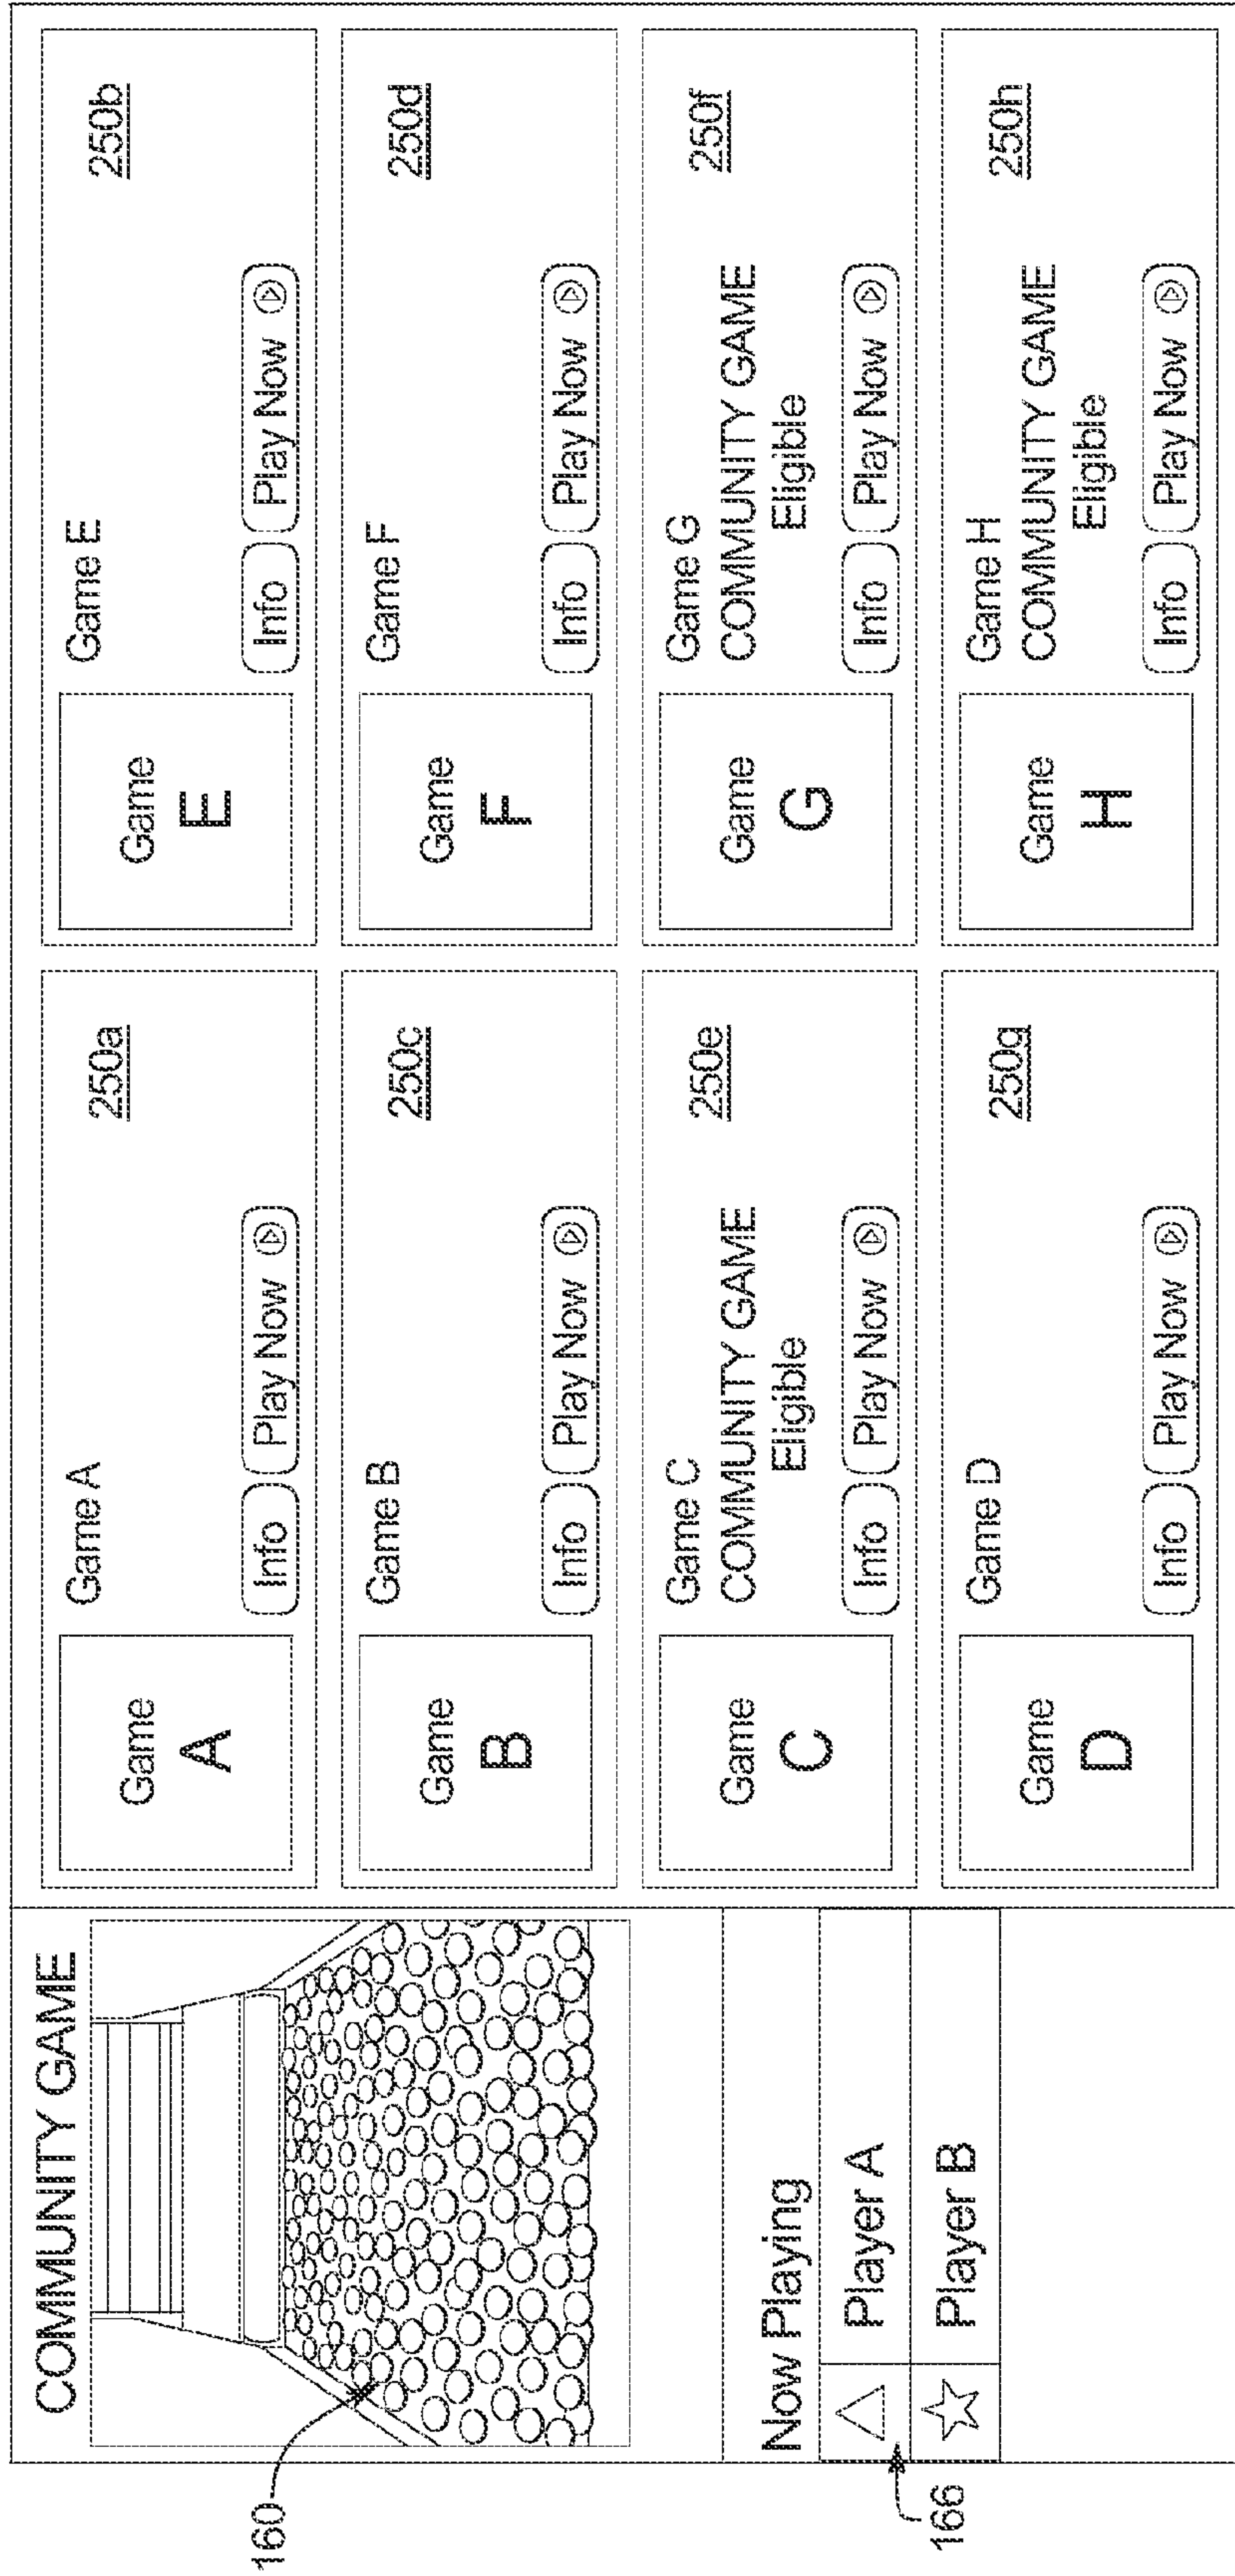 COMMUNITY GAME
160
Now Playing
Player A
Player B
166
Game
A
Game A
250a
Info
Play Now
Game
E
Game E
250b
Info
Play Now
Game
B
Game B
250c
Info
Play Now
Game
F
Game F
250d
Info
Play Now
Game
C
Game C
250e
COMMUNITY GAME
Eligible
Info
Play Now
Game
G
Game G
250f
COMMUNITY GAME
Eligible
Info
Play Now
Game
D
Game D
250g
Info
Play Now
Game
H
Game H
250h
COMMUNITY GAME
Eligible
Info
Play Now